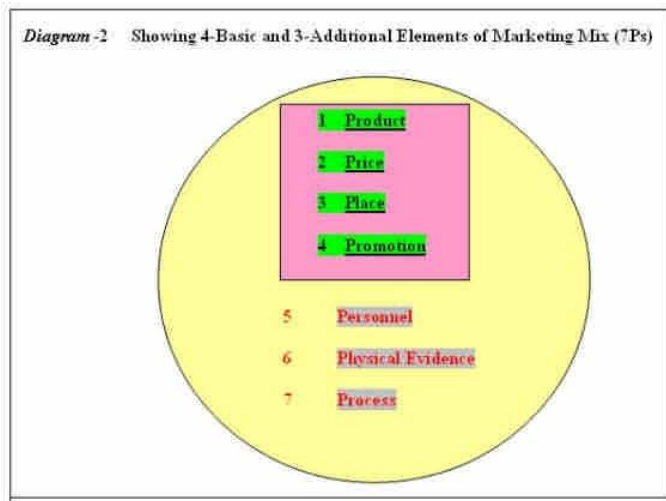 Diagram -2 Showing 4-Basic and 3-Additional Elements of Marketing Mix (7Ps)
1 Product
2 Price
3 Place
4 Promotion
5 Personnel
6 Physical Evidence
7 Process